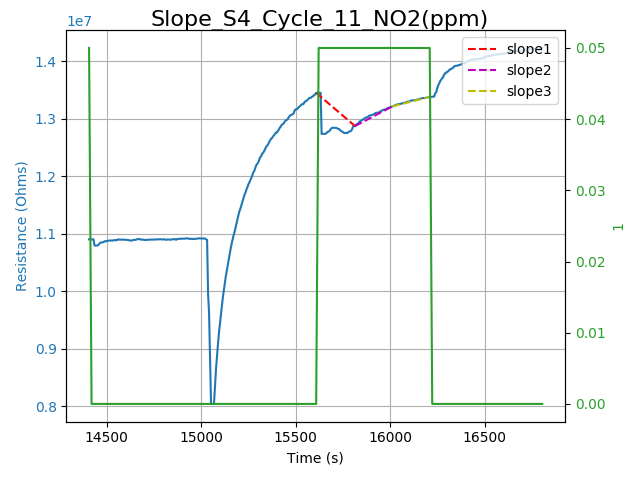 Slope_S4_Cycle_11_NO2(ppm)
1e7
slope1
slope2
slope3
1.4
1.3
1.2
1.1
1.0
0.9
0.8
Resistance (Ohms)
0.05
0.04
0.03
0.02
0.01
0.00
1
14500 15000 15500 16000 16500
Time (s)